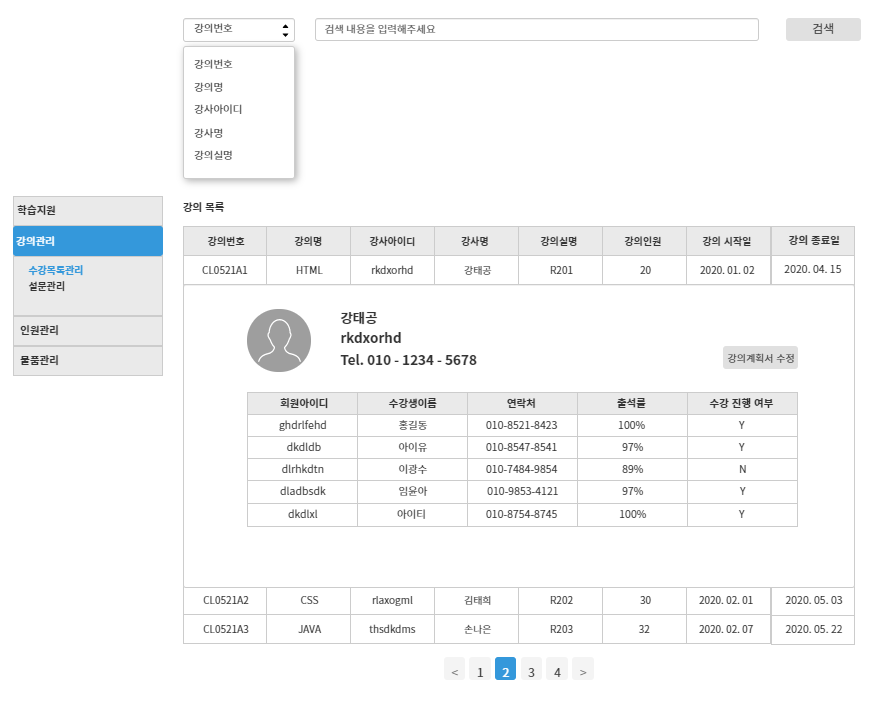 강의번호 검색 내용을 입력해주세요 검색
강의번호
강의명
강사아이디
강사명
강의실명
학습지원
강의관리
수강목록관리
설문관리
인원관리
물품관리
강의 목록
강의번호 강의명 강사아이디 강사명 강의실명 강의인원 강의 시작일 강의 종료일
CL0521A1 HTML rkdxorhd 강태공 R201 20 2020. 01. 02 2020. 04. 15
강태공
rkdxorhd
Tel. 010 - 1234 - 5678
강의계획서 수정
회원아이디 수강생이름 연락처 출석률 수강 진행 여부
ghdrlfehd 홍길동 010-8521-8423 100% Y
dkdldb 아이유 010-8547-8541 97% Y
dlrhkdtn 이광수 010-7484-9854 89% N
dladbsdk 임윤아 010-9853-4121 97% Y
dkdlxl 아이티 010-8754-8745 100% Y
CL0521A2 CSS rlaxogml 김태희 R202 30 2020. 02. 01 2020. 05. 03
CL0521A3 JAVA thsdkdms 손나은 R203 32 2020. 02. 07 2020. 05. 22
< 1 2 3 4 >